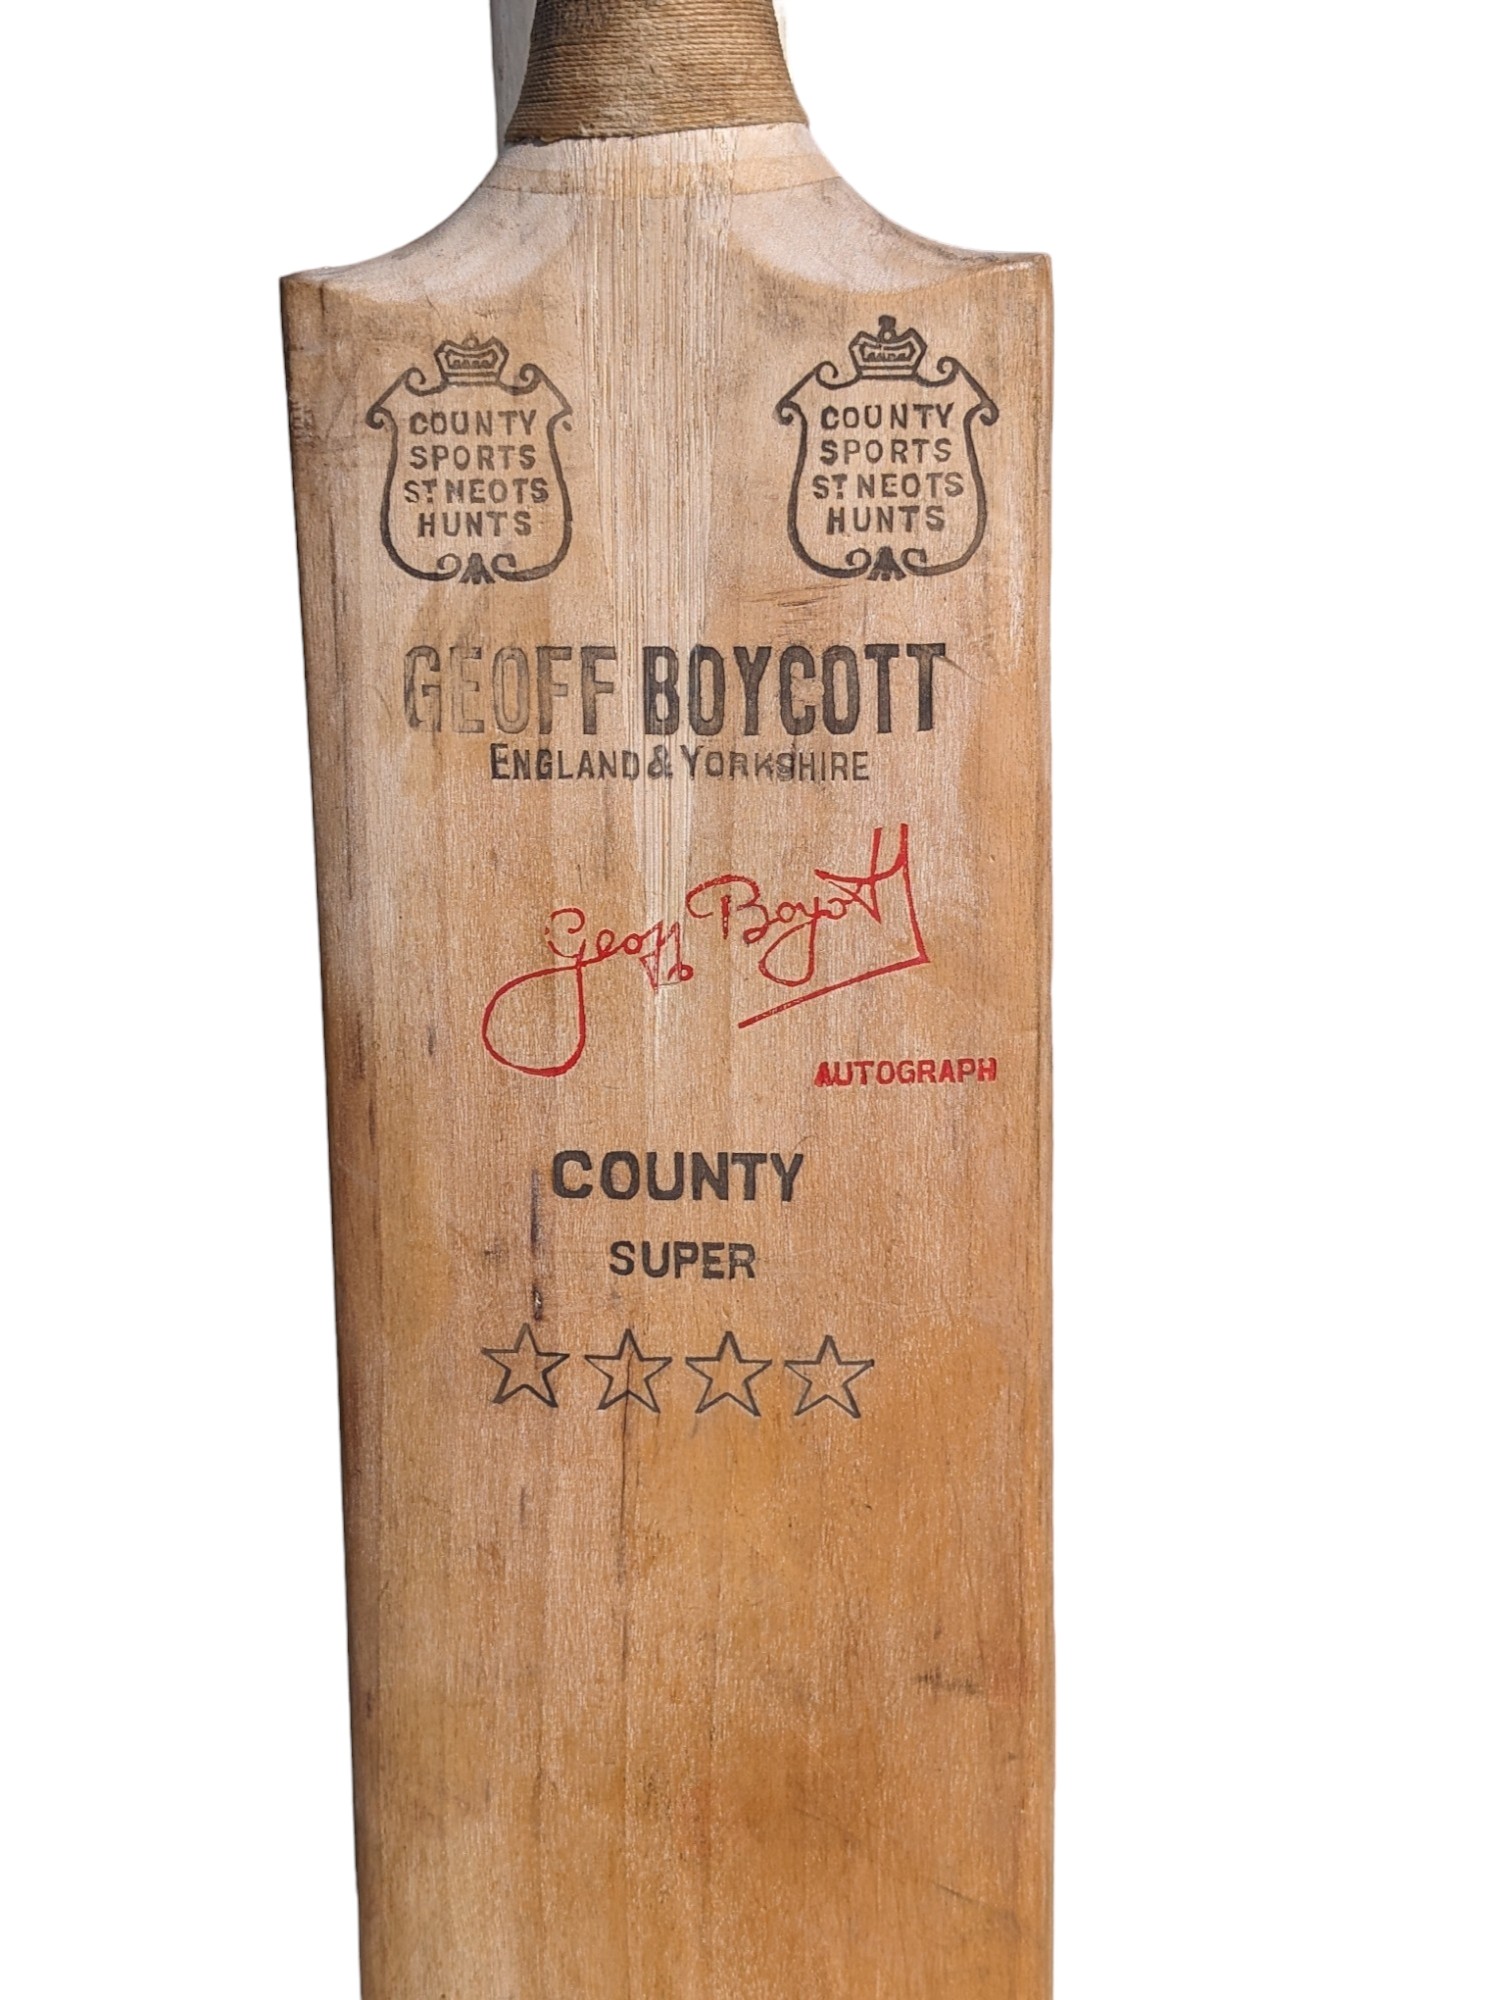 COUNTY
SPORTS
ST NEOTS
HUNTS
COUNTY
SPORTS
ST NEOTS
HUNTS
GEOFF BOYCOTT
ENGLAND & YORKSHIRE
Geoff Boycott
AUTOGRAPH
COUNTY
SUPER